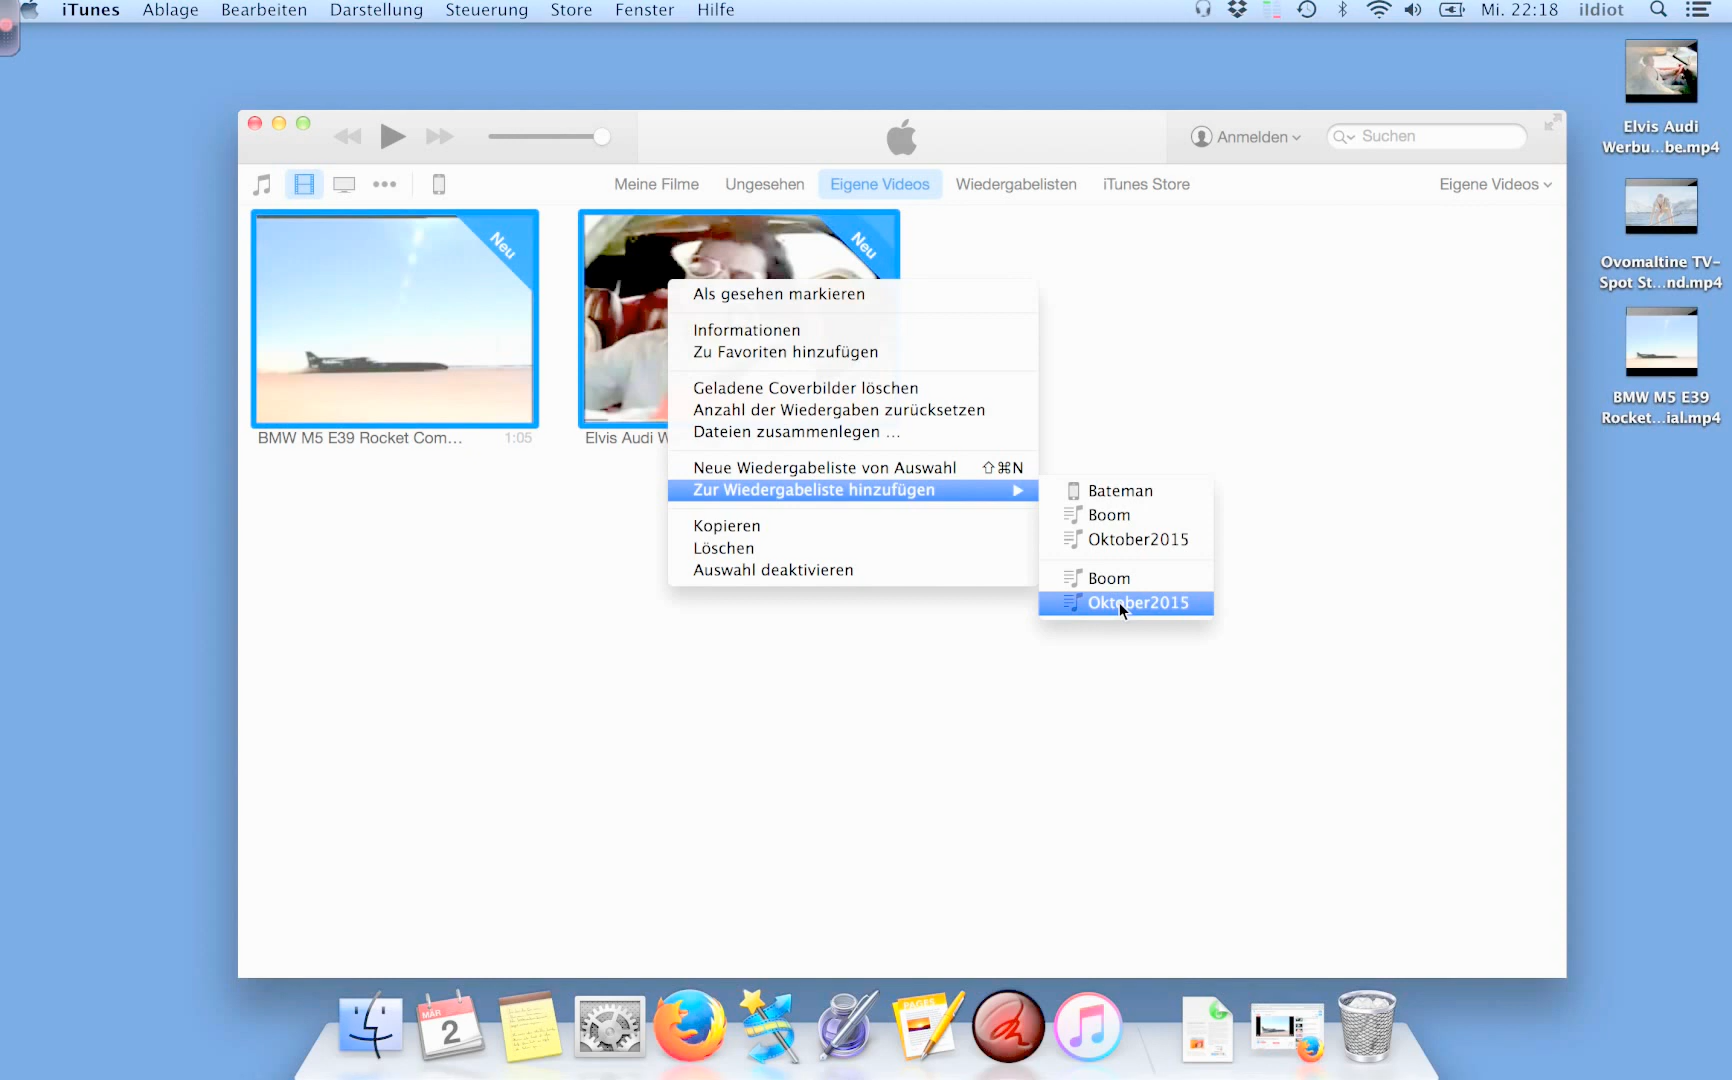 iTunes Ablage Bearbeiten Darstellung Steuerung Store Fenster Hilfe Mi. 22:18 ildiot
Elvis Audi
Werbu...be.mp4
Anmelden Suchen
Meine Filme Ungesehen Eigene Videos Wiedergabelisten iTunes Store Eigene Videos
Neu
Neu
Ovomaltine TV-
Spot St...nd.mp4
Als gesehen markieren
Informationen
Zu Favoriten hinzufügen
Geladene Coverbilder löschen
Anzahl der Wiedergaben zurücksetzen
Dateien zusammenlegen ...
BMW M5 E39
Rocket...ial.mp4
BMW M5 E39 Rocket Com... 1:05 Elvis Audi W
Neue Wiedergabeliste von Auswahl ⇧⌘N
Zur Wiedergabeliste hinzufügen
Kopieren
Löschen
Auswahl deaktivieren
Bateman
Boom
Oktober2015
Boom
Oktober2015
MÄR
2
PAGES